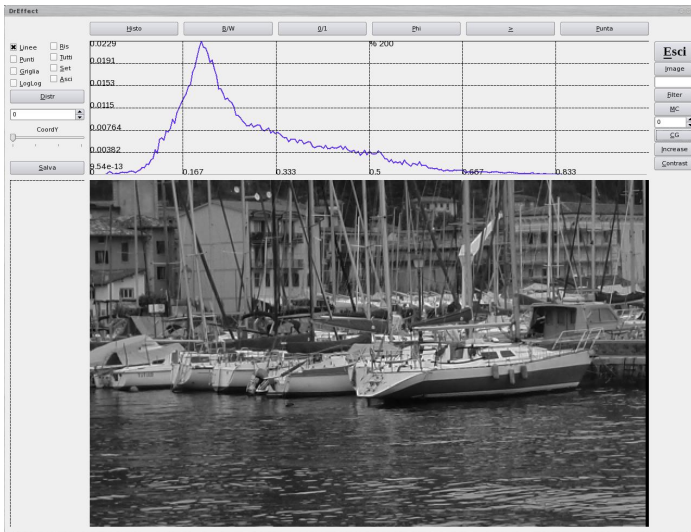 DrEffect
Histo B/W 0/1 Phi ≥ Punta
Linee Ris
Punti Tutti
Griglia Set
LogLog Asci
Distr
0
CoordY
Salva
0.0229 % 200
0.0191
0.0153
0.0115
0.00764
0.00382
9.54e-13 0.167 0.333 0.5 0.667 0.833
Esci
Image
Filter
MC
0
CG
Increase
Contrast